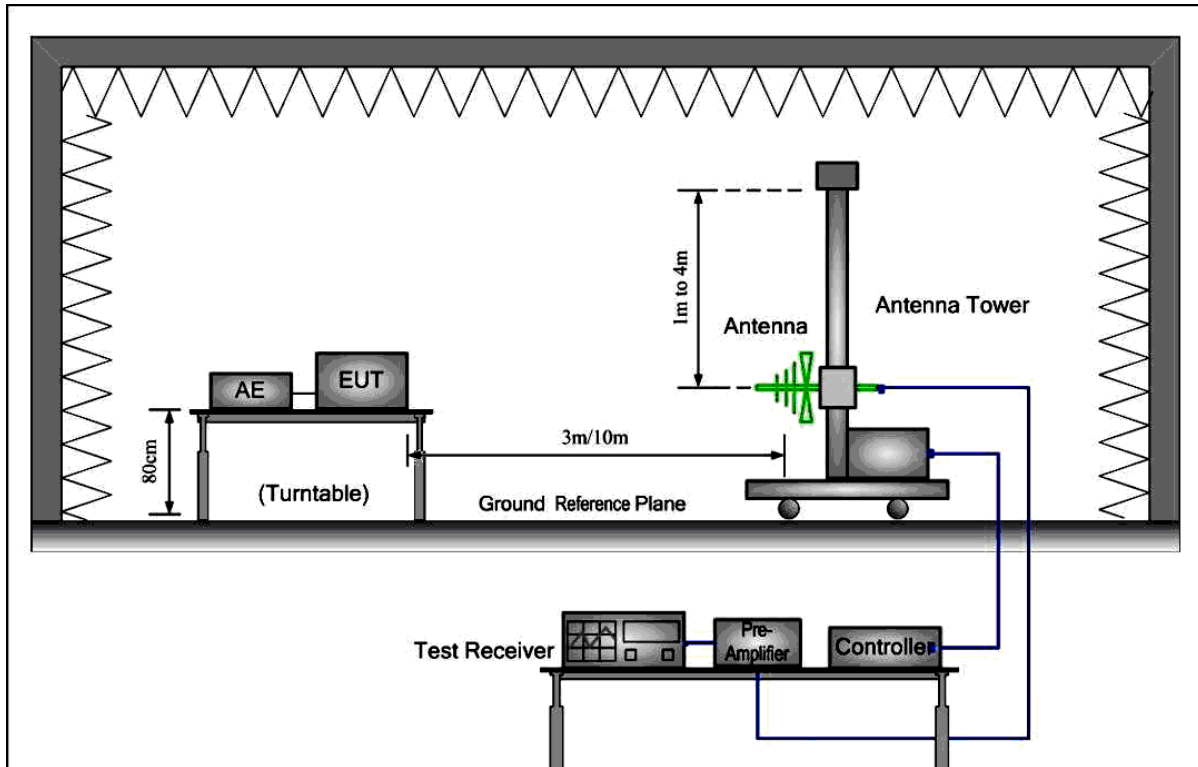 1m to 4m
Antenna Tower
Antenna
AE
EUT
80cm
3m/10m
(Turntable)
Ground Reference Plane
Test Receiver
Pre-
Amplifier
Controller